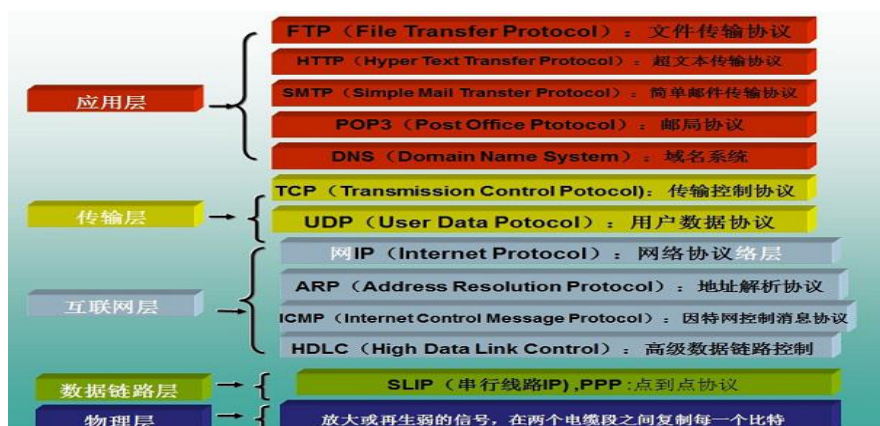 应用层
FTP（File Transfer Protocol）：文件传输协议
HTTP（Hyper Text Transfer Protocol）：超文本传输协议
SMTP（Simple Mail Transter Protocol）：简单邮件传输协议
POP3（Post Office Ptotocol）：邮局协议
DNS（Domain Name System）：域名系统
传输层
TCP（Transmission Control Potocol)：传输控制协议
UDP（User Data Potocol）：用户数据协议
互联网层
网IP（Internet Protocol）：网络协议络层
ARP（Address Resolution Protocol）：地址解析协议
ICMP（Internet Control Message Protocol）：因特网控制消息协议
HDLC（High Data Link Control）：高级数据链路控制
数据链路层
SLIP（串行线路IP）,PPP:点到点协议
物理层
放大或再生弱的信号，在两个电缆段之间复制每一个比特